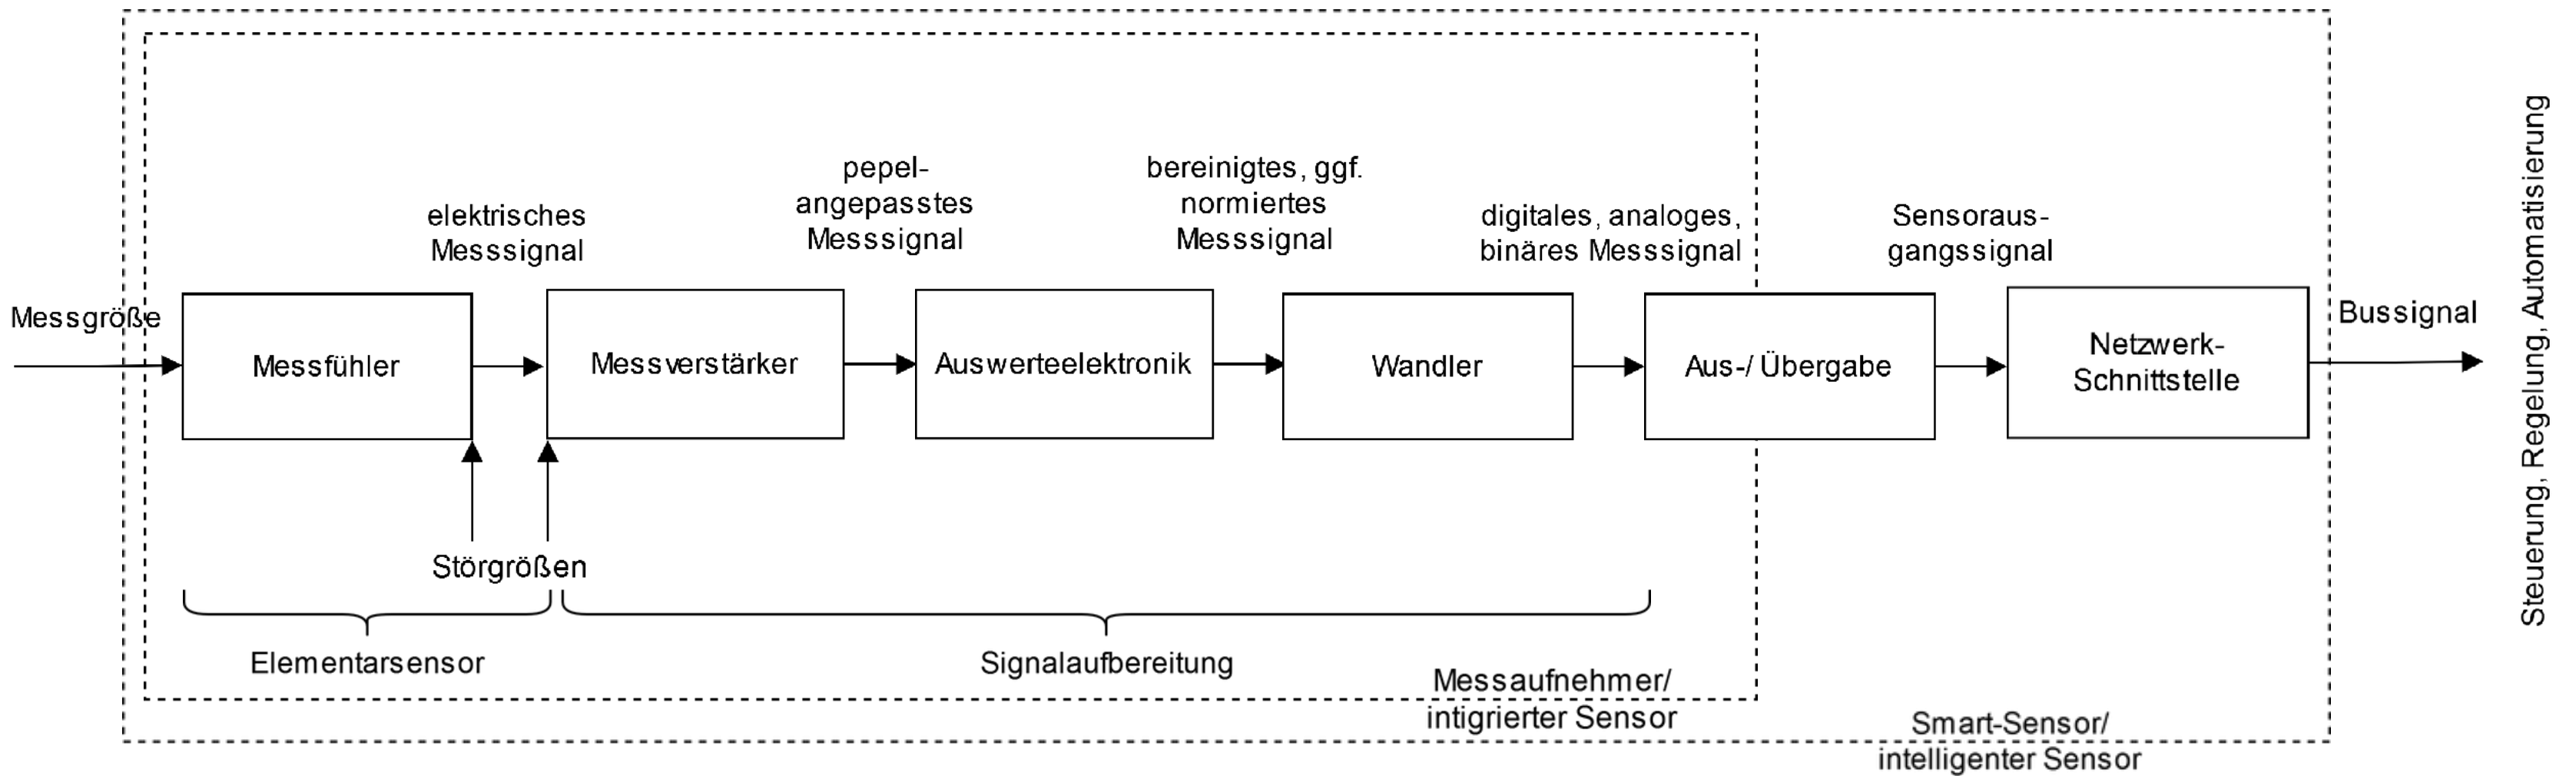 pepel-
angepasstes
Messsignal
bereinigtes, ggf.
normiertes
Messsignal
elektrisches
Messsignal
digitales, analoges,
binäres Messsignal
Sensoraus-
gangssignal
Messgröße
Messfühler
Messverstärker
Auswerteelektronik
Wandler
Aus-/ Übergabe
Netzwerk-
Schnittstelle
Bussignal
Steuerung, Regelung, Automatisierung
Störgrößen
Elementarsensor
Signalaufbereitung
Messaufnehmer/
intigrierter Sensor
Smart-Sensor/
intelligenter Sensor